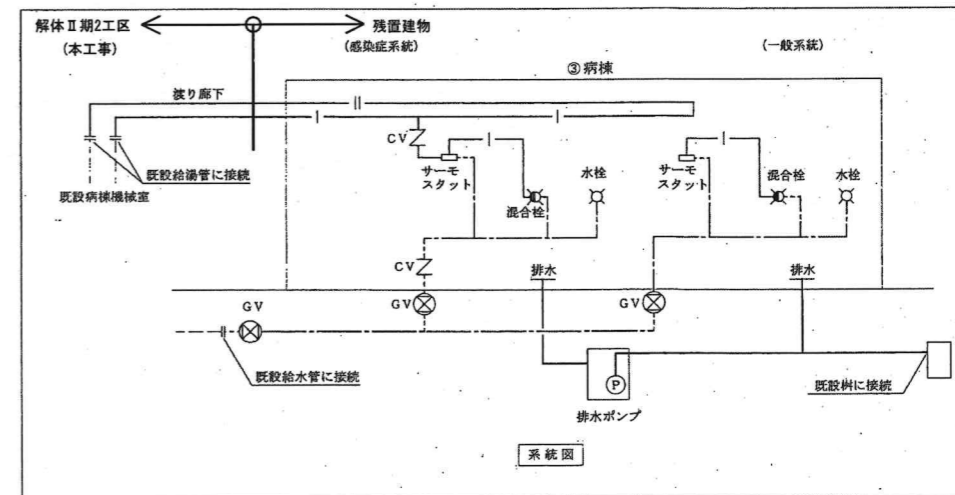 解体Ⅱ期2工区
(本工事)
残置建物
(感染症系統)
(一般系統)
③病棟
渡り廊下
CV
サーモ
スタット
混合栓
水栓
サーモ
スタット
混合栓
水栓
既設給湯管に接続
既設病棟機械室
CV
排水
排水
GV
GV
GV
既設給水管に接続
P
排水ポンプ
既設桝に接続
系統図